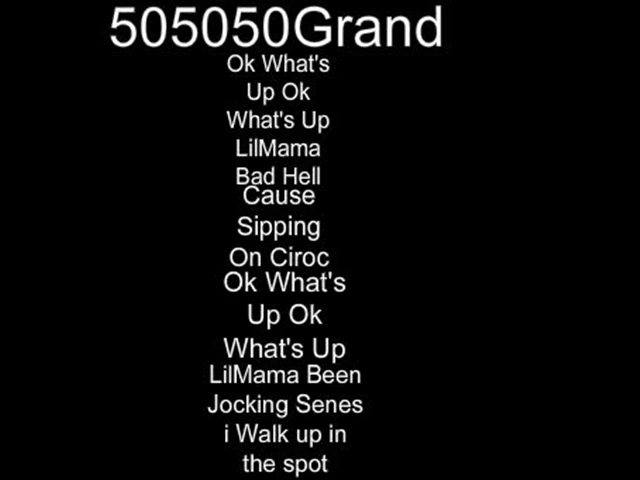 505050Grand
Ok What's
Up Ok
What's Up
LilMama
Bad Hell
Cause
Sipping
On Ciroc
Ok What's
Up Ok
What's Up
LilMama Been
Jocking Senes
i Walk up in
the spot